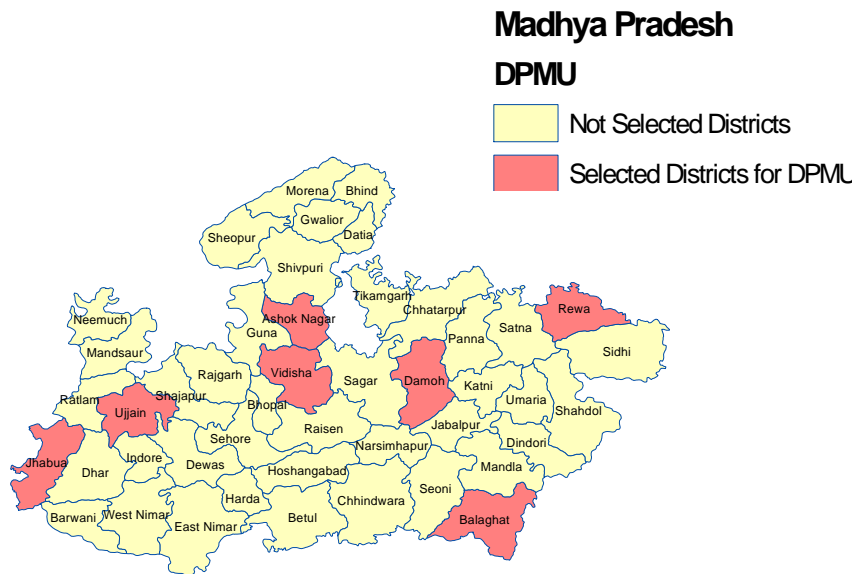 Madhya Pradesh
DPMU
Not Selected Districts
Selected Districts for DPMU
Morena
Bhind
Gwalior
Datia
Sheopur
Shivpuri
Tikamgarh
Chhatarpur
Rewa
Neemuch
Ashok Nagar
Guna
Panna
Satna
Mandsaur
Sidhi
Rajgarh
Vidisha
Sagar
Damoh
Katni
Ratlam
Shajapur
Umaria
Ujjain
Bhopal
Shahdol
Raisen
Jabalpur
Sehore
Dindori
Narsimhapur
Indore
Jhabua
Dewas
Mandla
Dhar
Hoshangabad
Seoni
Harda
Chhindwara
Barwani
West Nimar
East Nimar
Betul
Balaghat